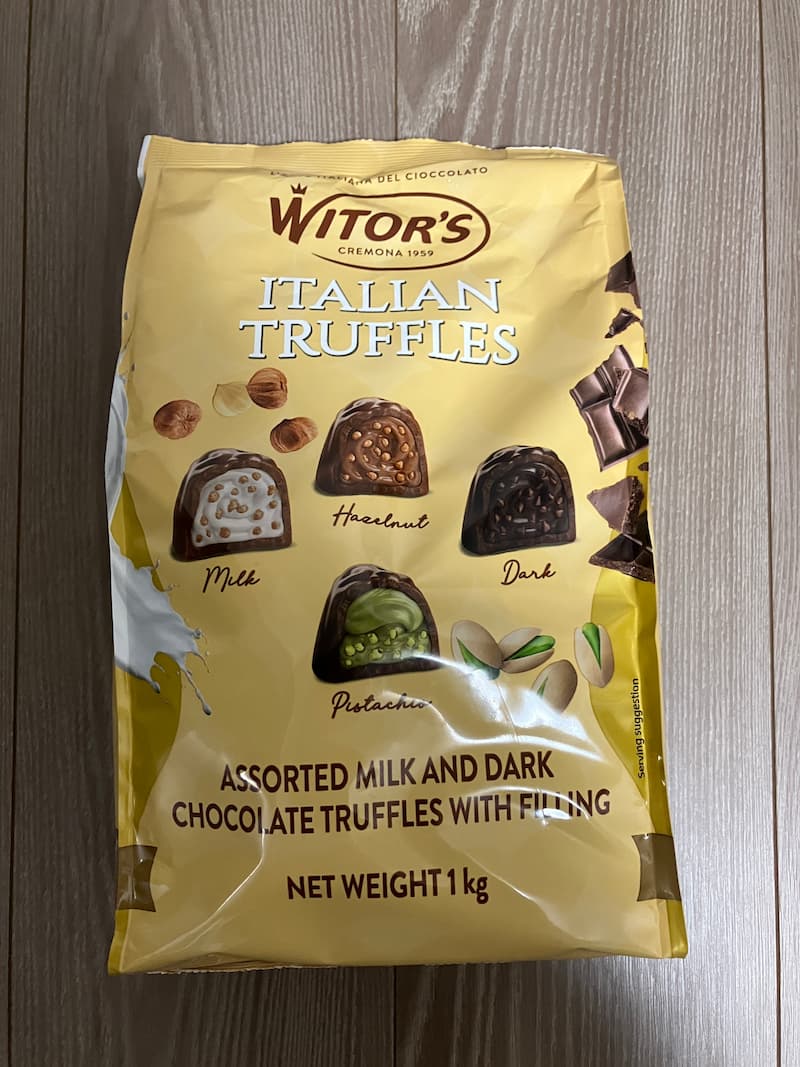 DEL CIOCCOLATO
WITOR'S
CREMONA 1959
ITALIAN
TRUFFLES
Hazelnut
Milk
Dark
Pistachio
Serving suggestion
ASSORTED MILK AND DARK
CHOCOLATE TRUFFLES WITH FILLING
NET WEIGHT 1 kg